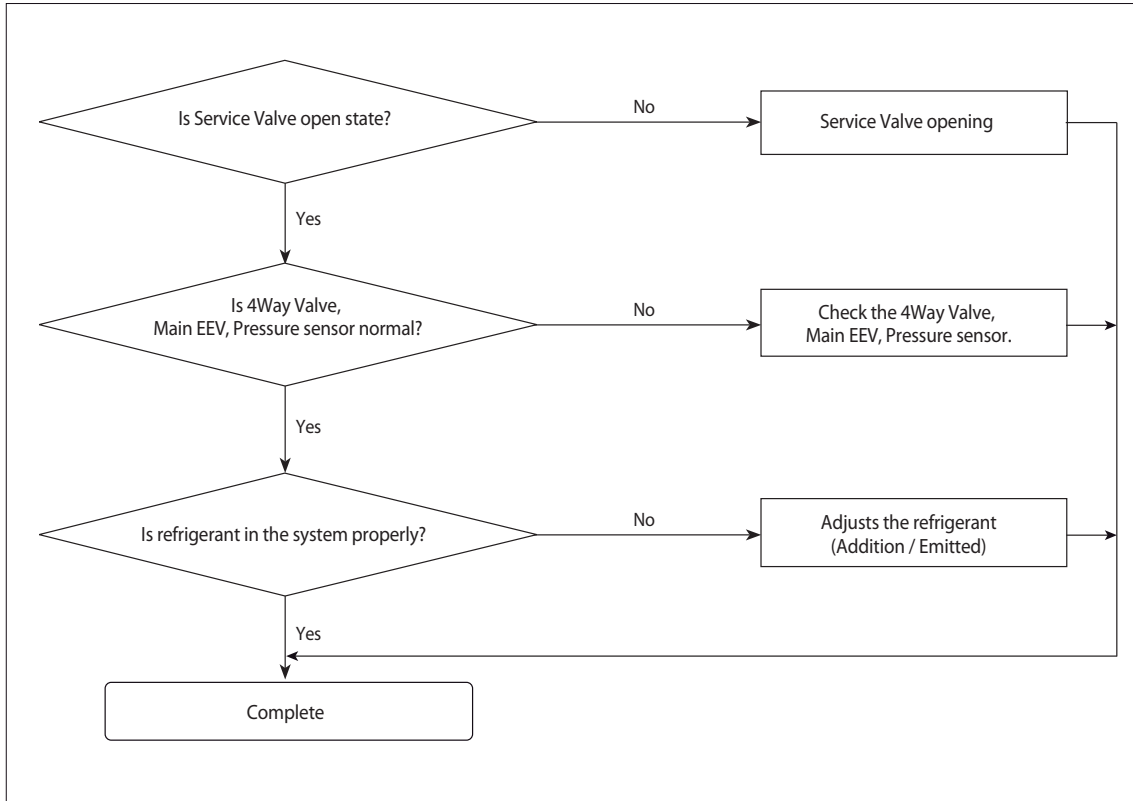 Is Service Valve open state?
No
Service Valve opening
Yes
Is 4Way Valve,
Main EEV, Pressure sensor normal?
No
Check the 4Way Valve,
Main EEV, Pressure sensor.
Yes
Is refrigerant in the system properly?
No
Adjusts the refrigerant
(Addition / Emitted)
Yes
Complete